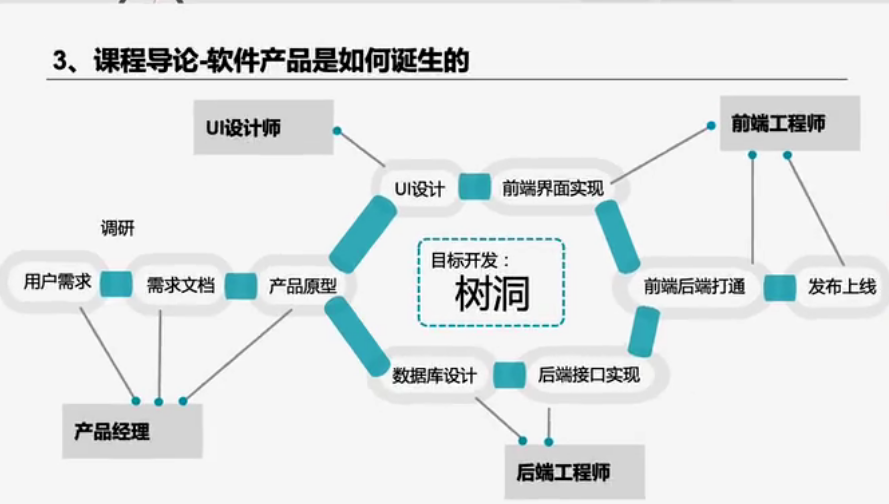 3、课程导论-软件产品是如何诞生的
UI设计师
前端工程师
UI设计
前端界面实现
调研
目标开发：
树洞
用户需求
需求文档
产品原型
前端后端打通
发布上线
数据库设计
后端接口实现
产品经理
后端工程师